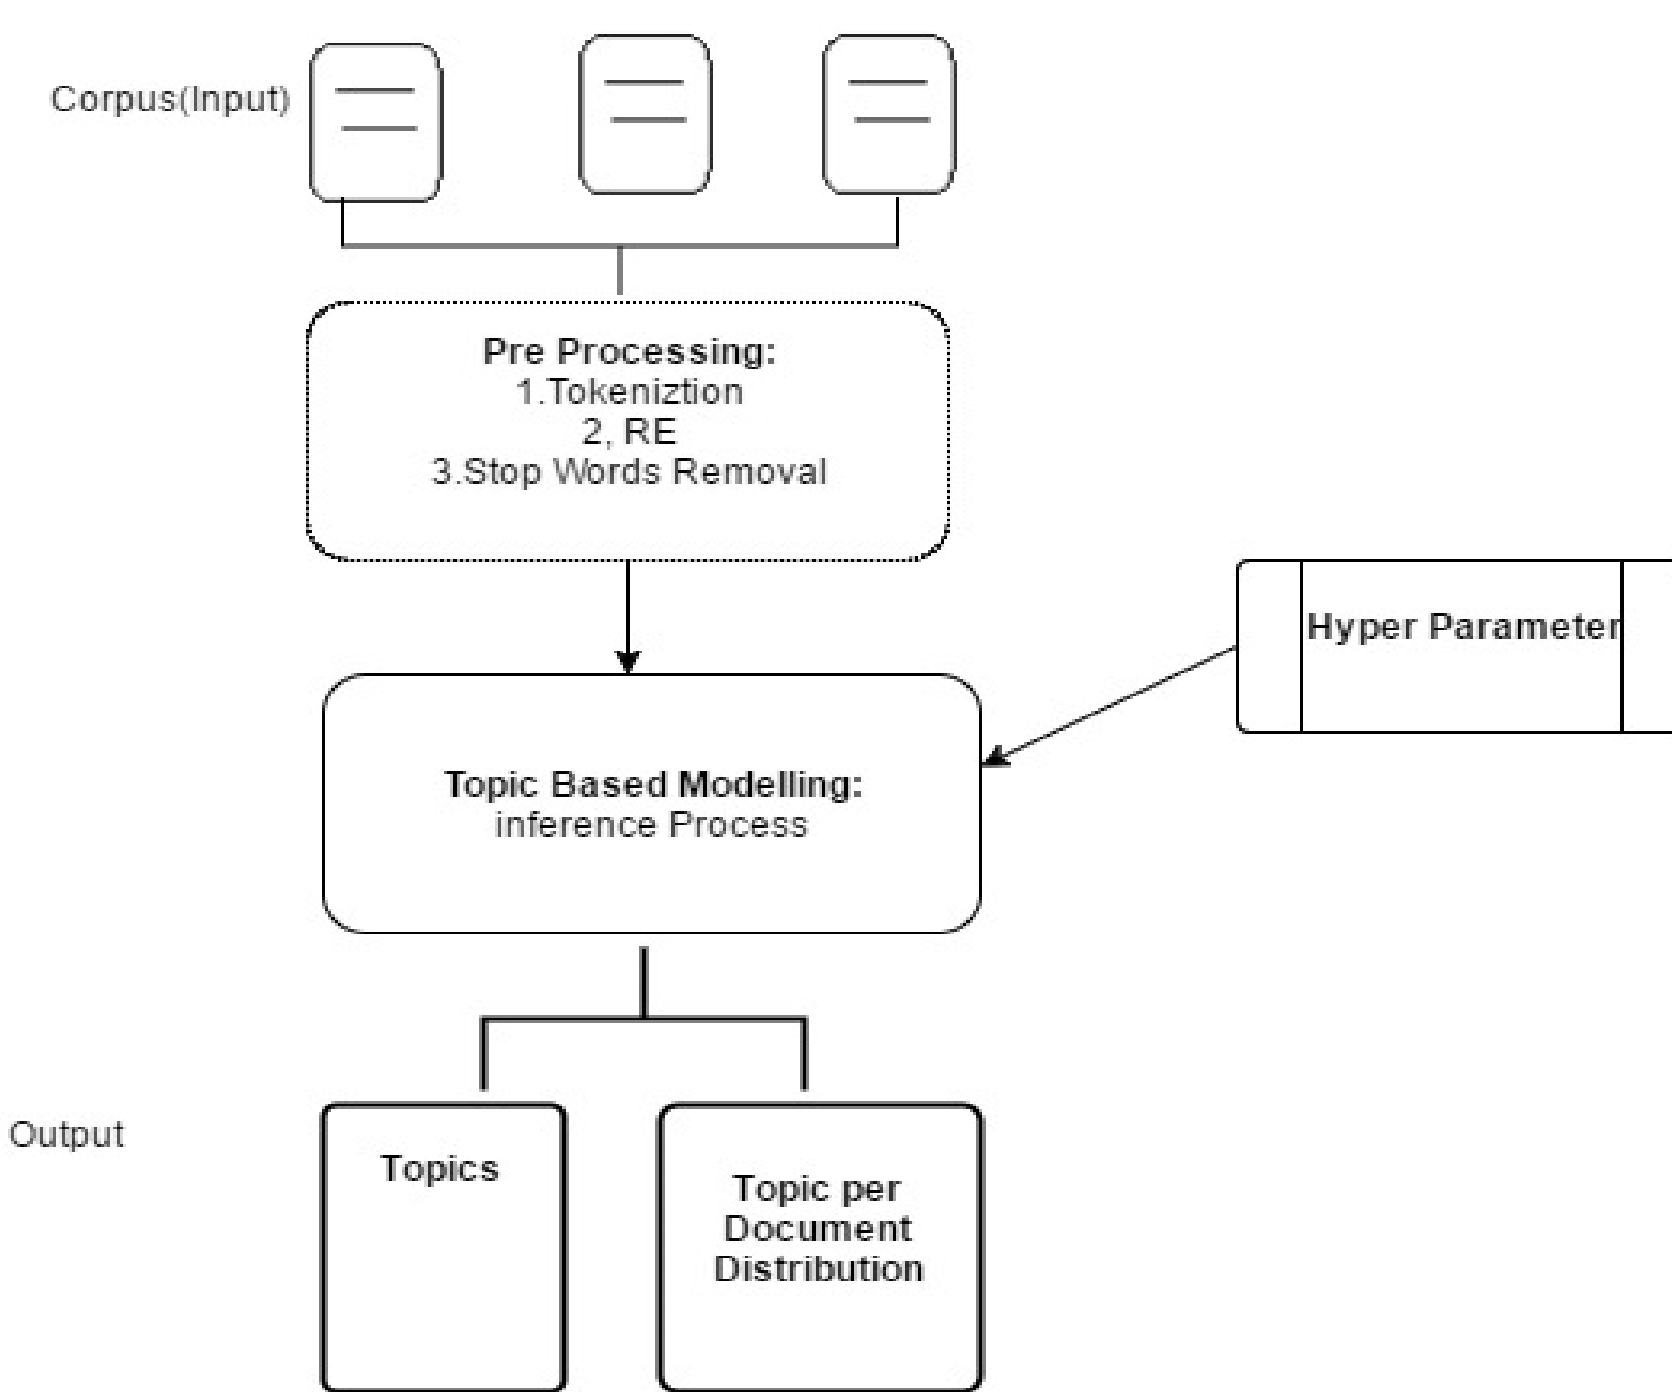 Corpus(Input)
Pre Processing:
1.Tokeniztion
2, RE
3.Stop Words Removal
Hyper Parameter
Topic Based Modelling:
inference Process
Output
Topics
Topic per
Document
Distribution